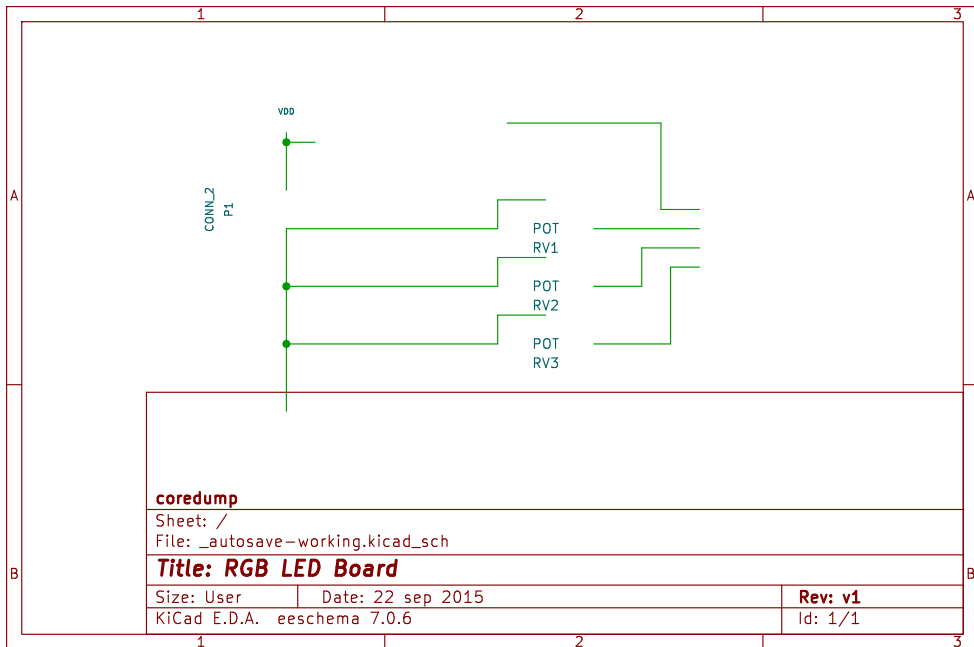 1 2 3
VDD
A A
CONN_2
P1
POT
RV1
POT
RV2
POT
RV3
coredump
Sheet: /
File: _autosave-working.kicad_sch
Title: RGB LED Board
B B
Size: User Date: 22 sep 2015 Rev: v1
KiCad E.D.A. eeschema 7.0.6 Id: 1/1
1 2 3